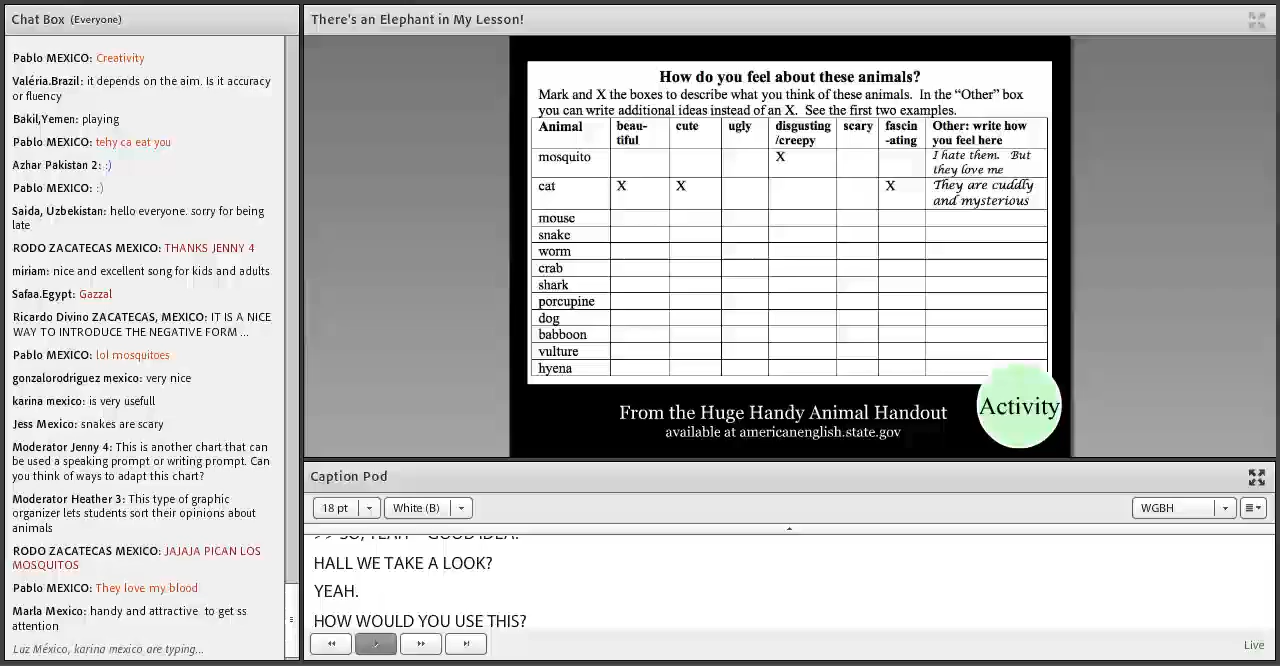 Chat Box (Everyone)
Pablo MEXICO: Creativity
Valéria.Brazil: it depends on the aim. Is it accuracy
or fluency
Bakil,Yemen: playing
Pablo MEXICO: tehy ca eat you
Azhar Pakistan 2: :)
Pablo MEXICO: :)
Saida, Uzbekistan: hello everyone. sorry for being
late
RODO ZACATECAS MEXICO: THANKS JENNY 4
miriam: nice and excellent song for kids and adults
Safaa.Egypt: Gazzal
Ricardo Divino ZACATECAS, MEXICO: IT IS A NICE
WAY TO INTRODUCE THE NEGATIVE FORM ...
Pablo MEXICO: lol mosquitoes
gonzalorodriguez mexico: very nice
karina mexico: is very usefull
Jess Mexico: snakes are scary
Moderator Jenny 4: This is another chart that can
be used a speaking prompt or writing prompt. Can
you think of ways to adapt this chart?
Moderator Heather 3: This type of graphic
organizer lets students sort their opinions about
animals
RODO ZACATECAS MEXICO: JAJAJA PICAN LOS
MOSQUITOS
Pablo MEXICO: They love my blood
Marla Mexico: handy and attractive to get ss
attention
Luz México, karina mexico are typing...
There's an Elephant in My Lesson!
How do you feel about these animals?
Mark and X the boxes to describe what you think of these animals. In the “Other” box
you can write additional ideas instead of an X. See the first two examples.
Animal beau- cute ugly disgusting scary fascin Other: write how
tiful /creepy -ating you feel here
mosquito X I hate them. But
they love me
cat X X X They are cuddly
and mysterious
mouse
snake
worm
crab
shark
porcupine
dog
babboon
vulture
hyena
Activity
From the Huge Handy Animal Handout
available at americanenglish.state.gov
Caption Pod
18 pt White (B) WGBH
>> SO, YEAH – GOOD IDEA.
HALL WE TAKE A LOOK?
YEAH.
HOW WOULD YOU USE THIS?
Live